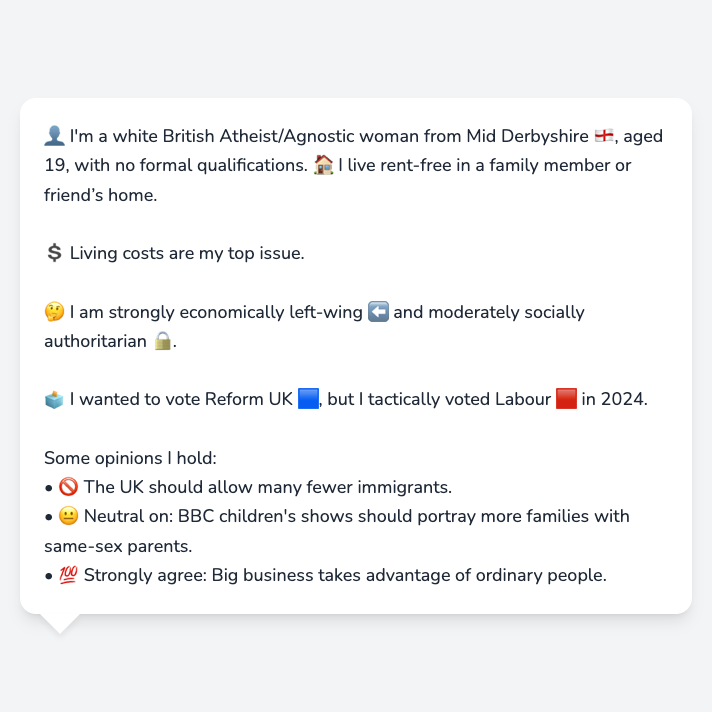 👤 I'm a white British Atheist/Agnostic woman from Mid Derbyshire 🏴󠁧󠁢󠁥󠁮󠁧󠁿, aged
19, with no formal qualifications. 🏠 I live rent-free in a family member or
friend’s home.
💲 Living costs are my top issue.
🤔 I am strongly economically left-wing ⬅️ and moderately socially
authoritarian 🔒.
🗳️ I wanted to vote Reform UK 🟦, but I tactically voted Labour 🟥 in 2024.
Some opinions I hold:
• 🚫 The UK should allow many fewer immigrants.
• 😐 Neutral on: BBC children's shows should portray more families with
same-sex parents.
• 💯 Strongly agree: Big business takes advantage of ordinary people.